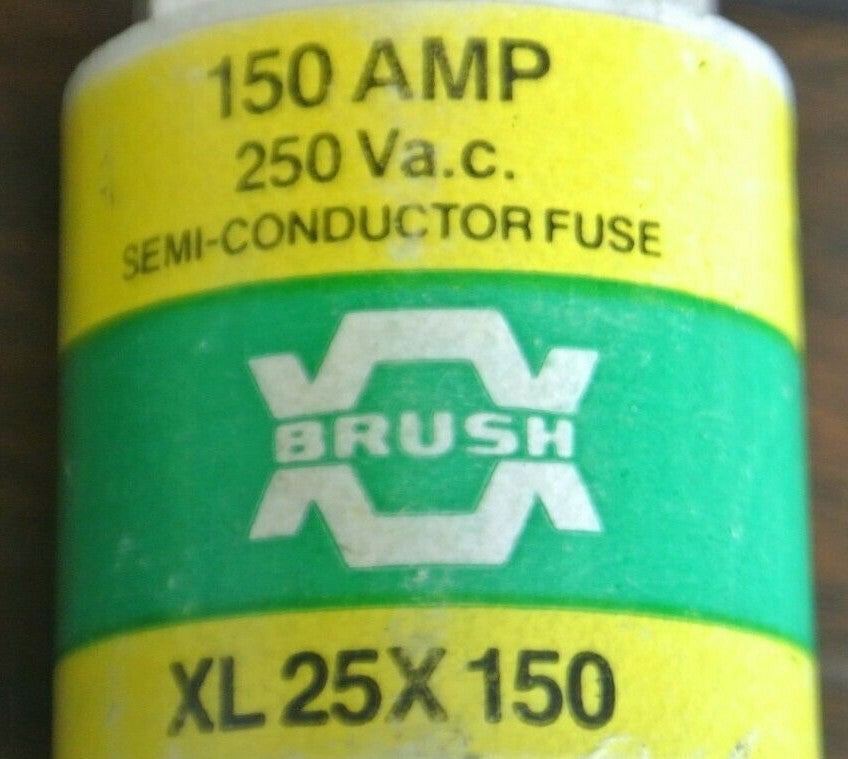 150 AMP
250 Va.c.
SEMI-CONDUCTOR FUSE
BRUSH
XL 25X 150